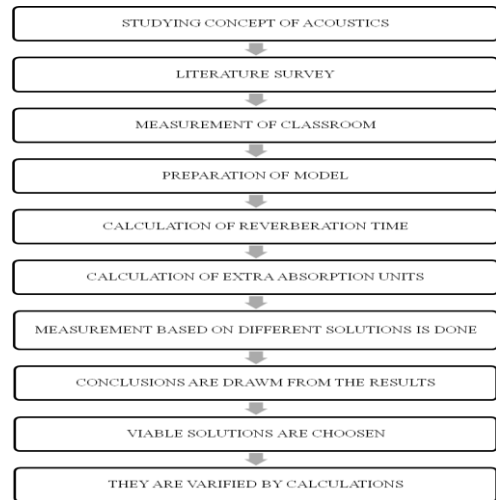 STUDYING CONCEPT OF ACOUSTICS
LITERATURE SURVEY
MEASUREMENT OF CLASSROOM
PREPARATION OF MODEL
CALCULATION OF REVERBERATION TIME
CALCULATION OF EXTRA ABSORPTION UNITS
MEASUREMENT BASED ON DIFFERENT SOLUTIONS IS DONE
CONCLUSIONS ARE DRAWM FROM THE RESULTS
VIABLE SOLUTIONS ARE CHOOSEN
THEY ARE VARIFIED BY CALCULATIONS